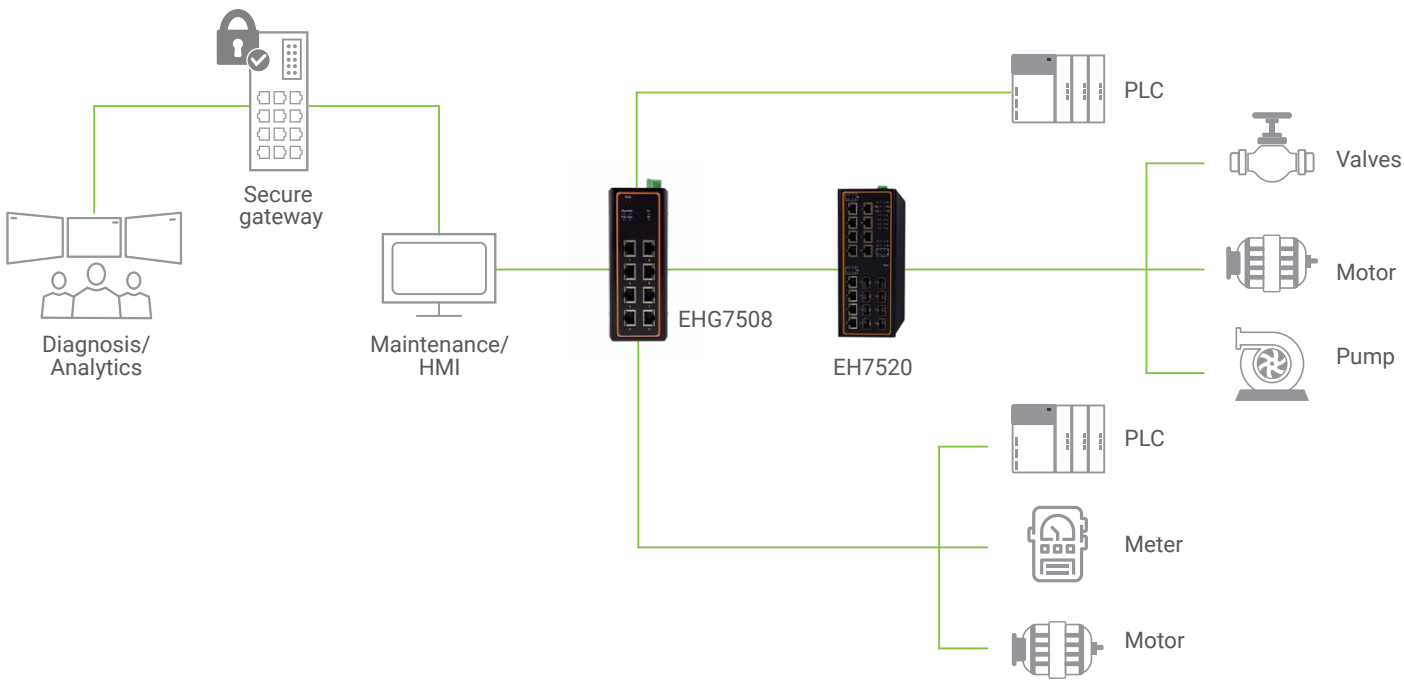 PLC
Valves
Secure
gateway
Motor
EHG7508
Diagnosis/
Analytics
Maintenance/
HMI
EH7520
Pump
PLC
Meter
Motor